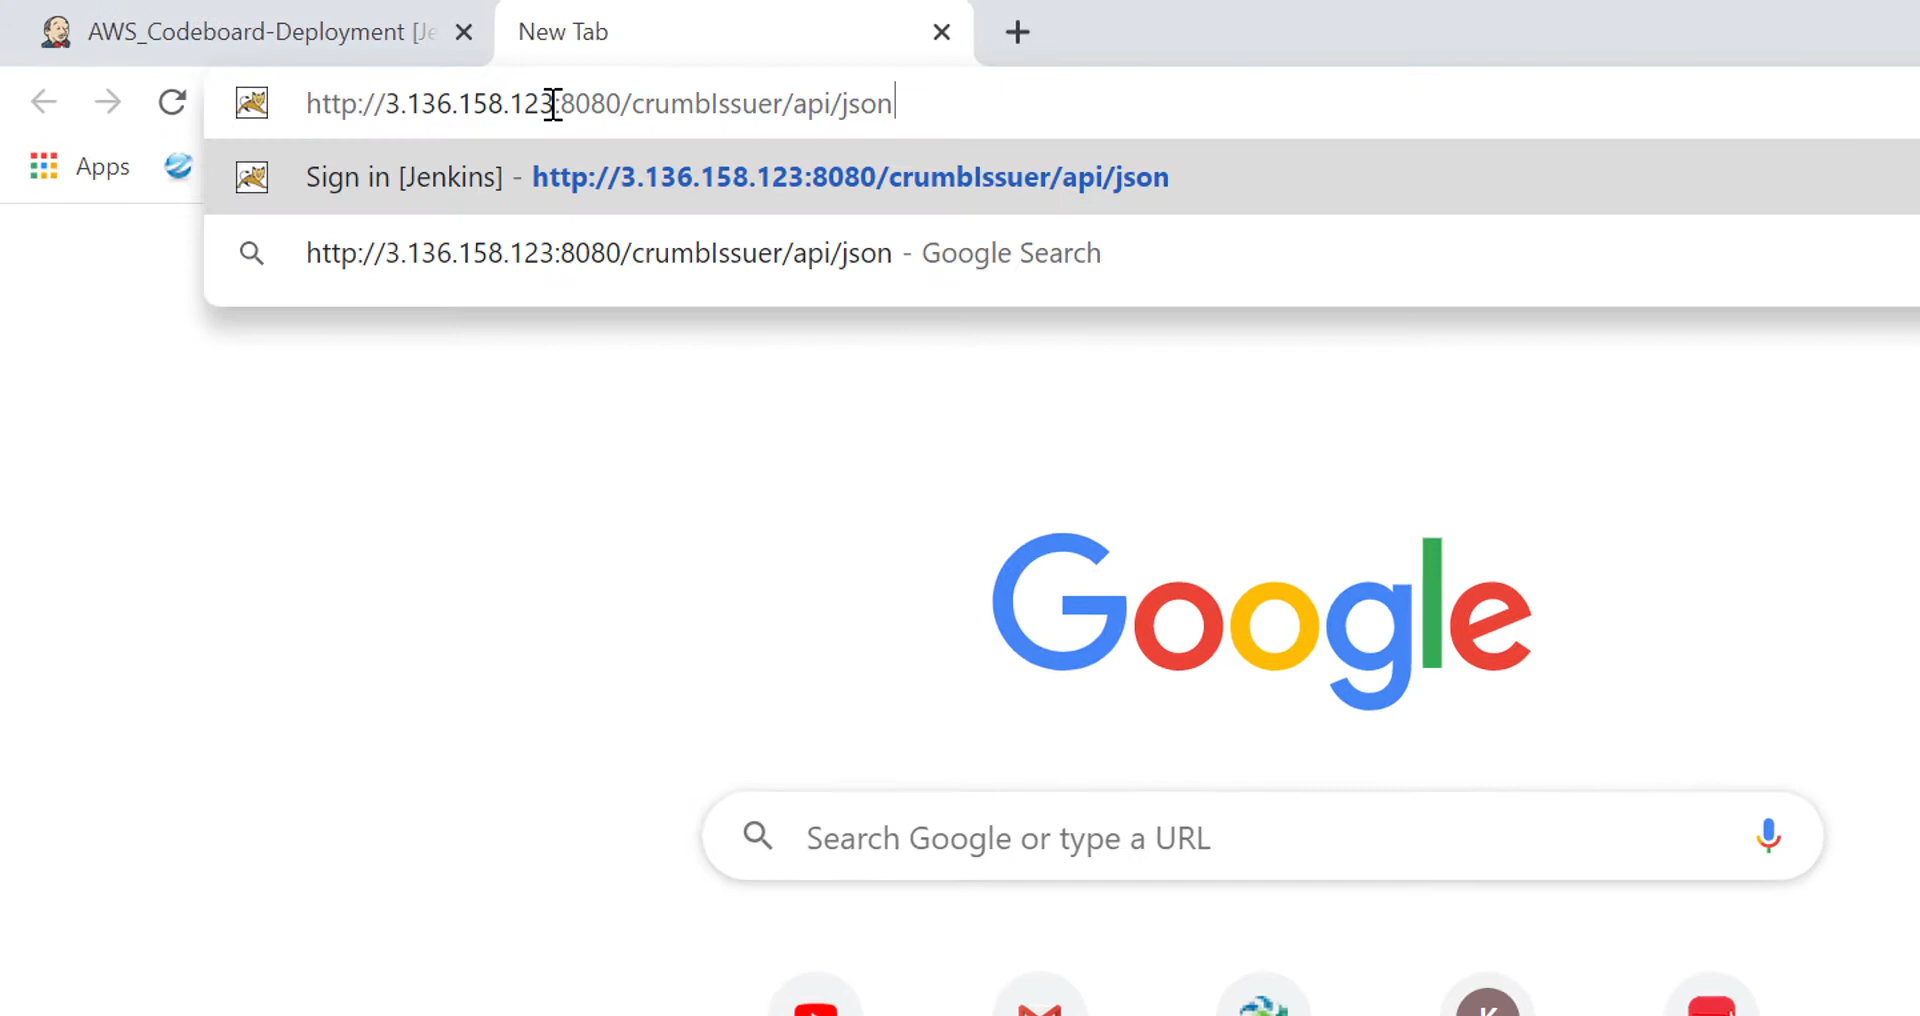 AWS_Codeboard-Deployment [Je
New Tab
http://3.136.158.123:8080/crumbIssuer/api/json
Apps
Sign in [Jenkins] - http://3.136.158.123:8080/crumbIssuer/api/json
http://3.136.158.123:8080/crumbIssuer/api/json - Google Search
Google
Search Google or type a URL
K